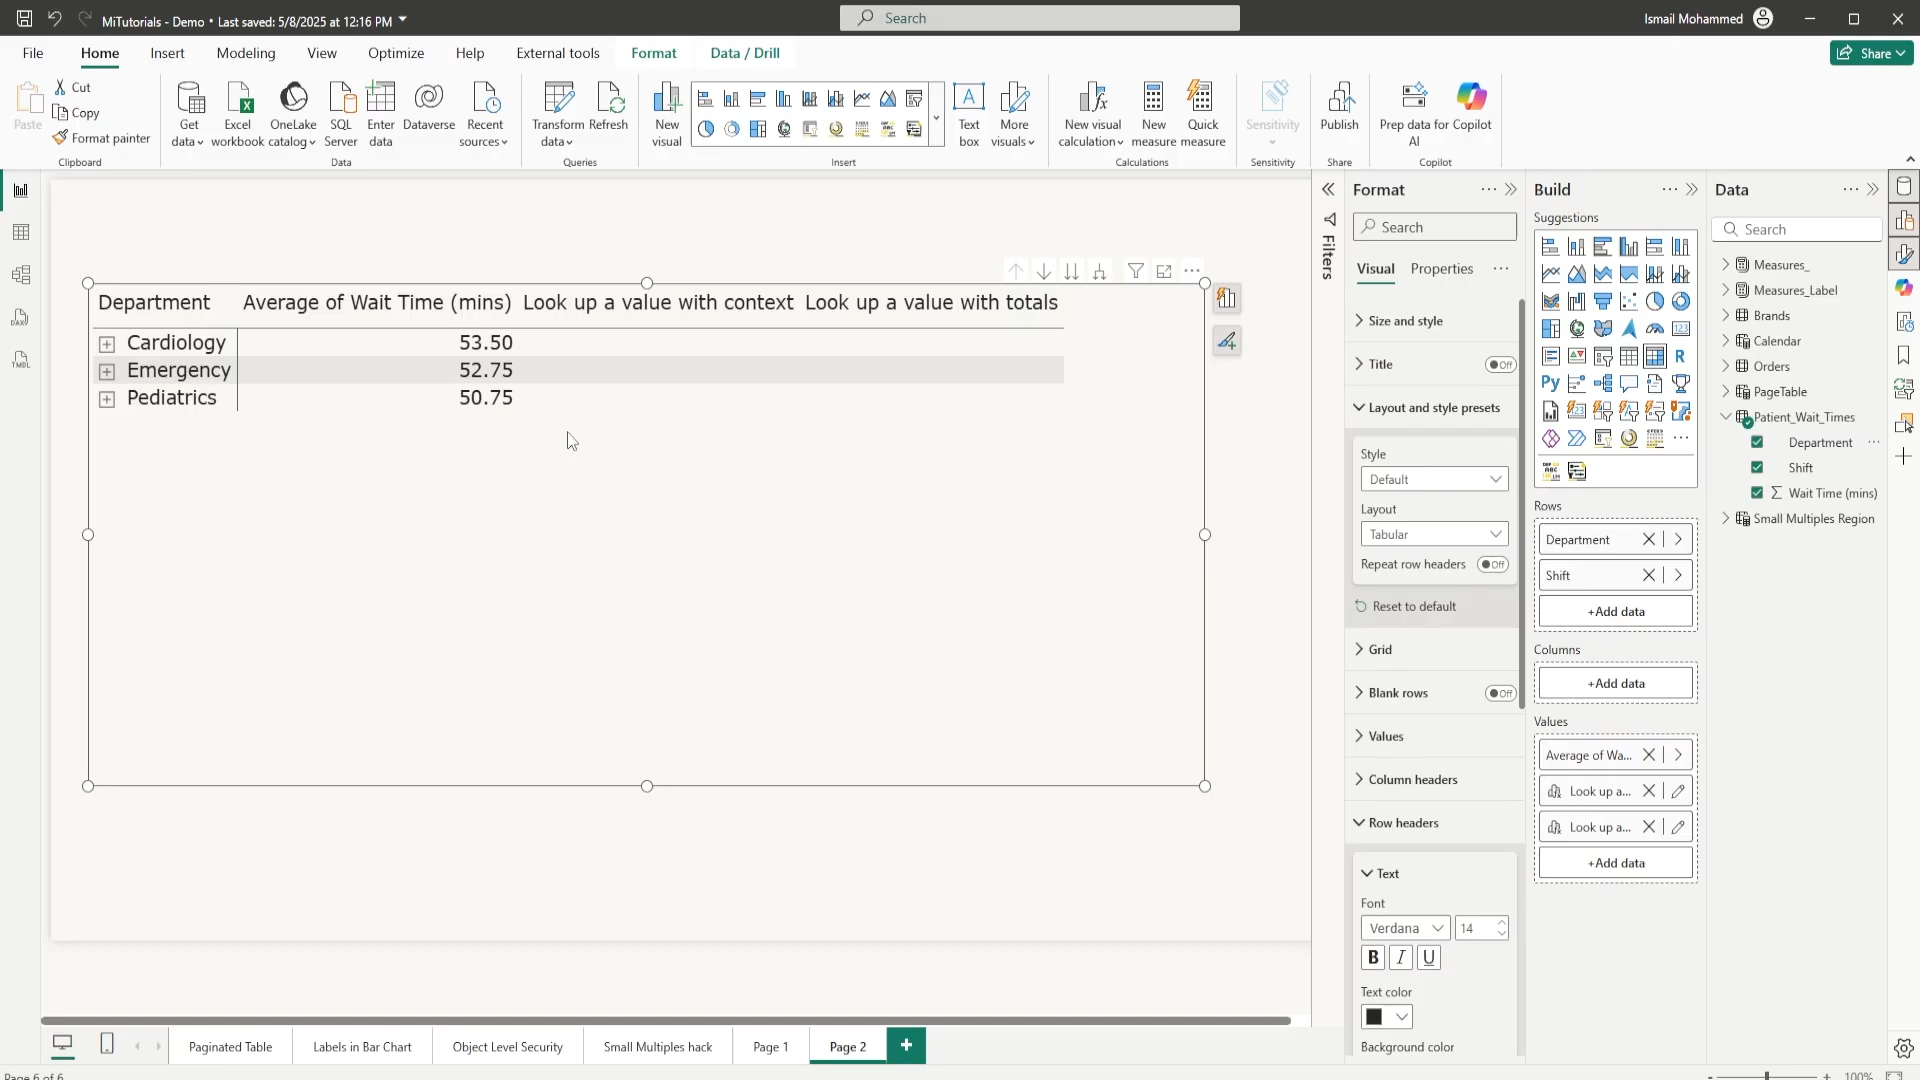 MiTutorials - Demo • Last saved: 5/8/2025 at 12:16 PM
Search
Ismail Mohammed
File
Home
Insert
Modeling
View
Optimize
Help
External tools
Format
Data / Drill
Share
Paste
Cut
Copy
Format painter
Clipboard
Get data
Excel workbook
OneLake catalog
SQL Server
Enter data
Dataverse
Recent sources
Data
Transform data
Refresh
Queries
New visual
Text box
More visuals
Insert
New visual calculation
New measure
Quick measure
Calculations
Sensitivity
Sensitivity
Publish
Share
Prep data for AI
Copilot
Copilot
Department Average of Wait Time (mins) Look up a value with context Look up a value with totals
Cardiology 53.50
Emergency 52.75
Pediatrics 50.75
Filters
Format
Search
Visual
Properties
Size and style
Title
Off
Layout and style presets
Style
Default
Layout
Tabular
Repeat row headers
Off
Reset to default
Grid
Blank rows
Off
Values
Column headers
Row headers
Text
Font
Verdana
14
B I U
Text color
Background color
Build
Suggestions
Rows
Department
Shift
+Add data
Columns
+Add data
Values
Average of Wa...
Look up a...
Look up a...
+Add data
Data
Search
Measures_
Measures_Label
Brands
Calendar
Orders
PageTable
Patient_Wait_Times
Department
Shift
Wait Time (mins)
Small Multiples Region
DAX
TMDL
Paginated Table
Labels in Bar Chart
Object Level Security
Small Multiples hack
Page 1
Page 2
Page 6 of 6
100%